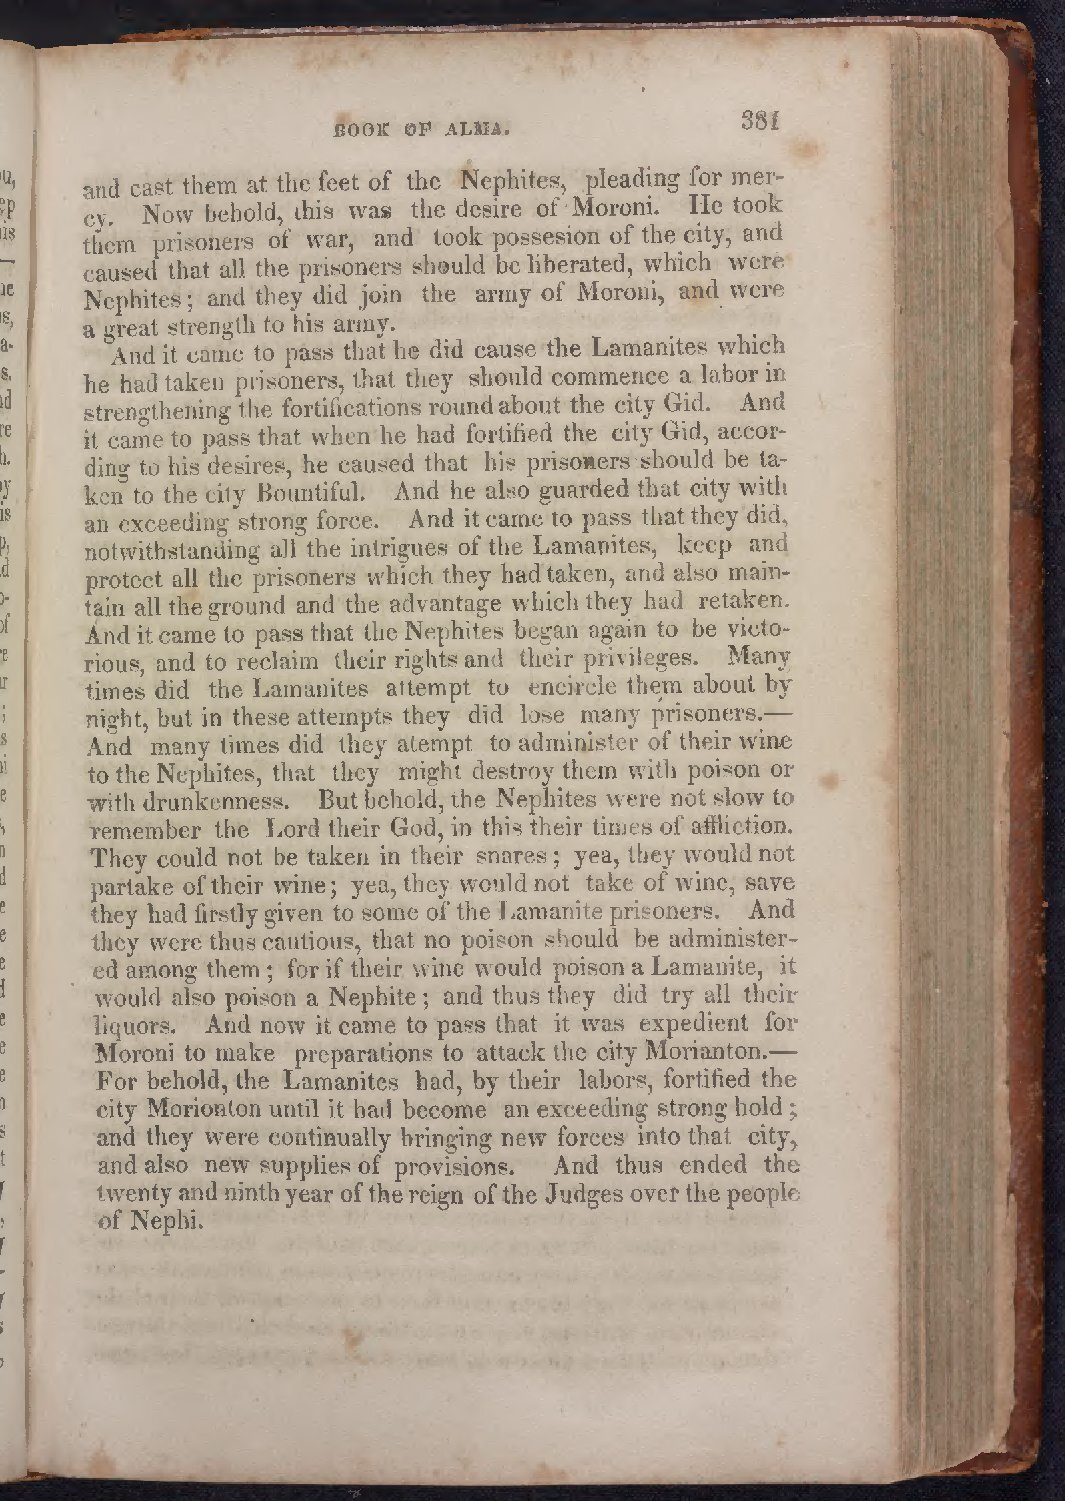 BOOK OF ALMA. 381
and cast them at the feet of the Nephites, pleading for mer-
cy. Now behold, this was the desire of Moroni. He took
them prisoners of war, and took possesion of the city, and
caused that all the prisoners should be liberated, which were
Nephites; and they did join the army of Moroni, and were
a great strength to his army.
And it came to pass that he did cause the Lamanites which
he had taken prisoners, that they should commence a labor in
strengthening the fortifications round about the city Gid. And
it came to pass that when he had fortified the city Gid, accor-
ding to his desires, he caused that his prisoners should be ta-
ken to the city Bountiful. And he also guarded that city with
an exceeding strong force. And it came to pass that they did,
notwithstanding all the intrigues of the Lamanites, keep and
protect all the prisoners which they had taken, and also main-
tain all the ground and the advantage which they had retaken.
And it came to pass that the Nephites began again to be victo-
rious, and to reclaim their rights and their privileges. Many
times did the Lamanites attempt to encircle them about by
night, but in these attempts they did lose many prisoners.—
And many times did they atempt to administer of their wine
to the Nephites, that they might destroy them with poison or
with drunkenness. But behold, the Nephites were not slow to
remember the Lord their God, in this their times of affliction.
They could not be taken in their snares; yea, they would not
partake of their wine; yea, they would not take of wine, save
they had firstly given to some of the Lamanite prisoners. And
they were thus cautious, that no poison should be administer-
ed among them; for if their wine would poison a Lamanite, it
would also poison a Nephite; and thus they did try all their
liquors. And now it came to pass that it was expedient for
Moroni to make preparations to attack the city Morianton.—
For behold, the Lamanites had, by their labors, fortified the
city Morionton until it had become an exceeding strong hold;
and they were continually bringing new forces into that city,
and also new supplies of provisions. And thus ended the
twenty and ninth year of the reign of the Judges over the people
of Nephi.